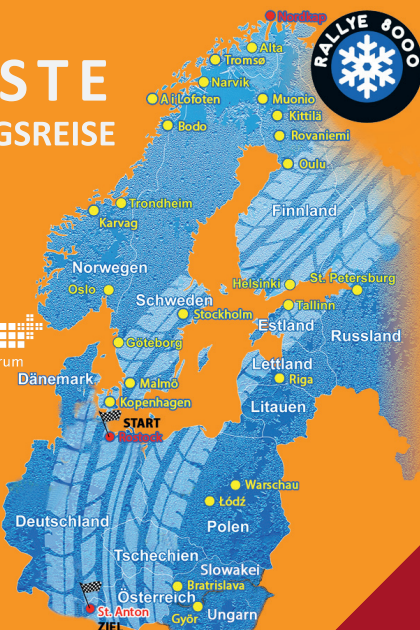 Nordkap
RALLYE 8000
Alta
Tromsø
STE
Narvik
A i Lofoten
Muonio
Kittilä
GSREISE
Bodo
Rovaniemi
Oulu
Trondheim
Finnland
Karvag
Norwegen
Helsinki
St. Petersburg
Oslo
Schweden
Tallinn
Stockholm
Estland
Russland
Göteborg
rum
Lettland
Dänemark
Malmö
Riga
Kopenhagen
Litauen
START
Rostock
Warschau
Łódź
Deutschland
Polen
Tschechien
Slowakei
Bratislava
Österreich
St. Anton
Györ
Ungarn
ZIEL